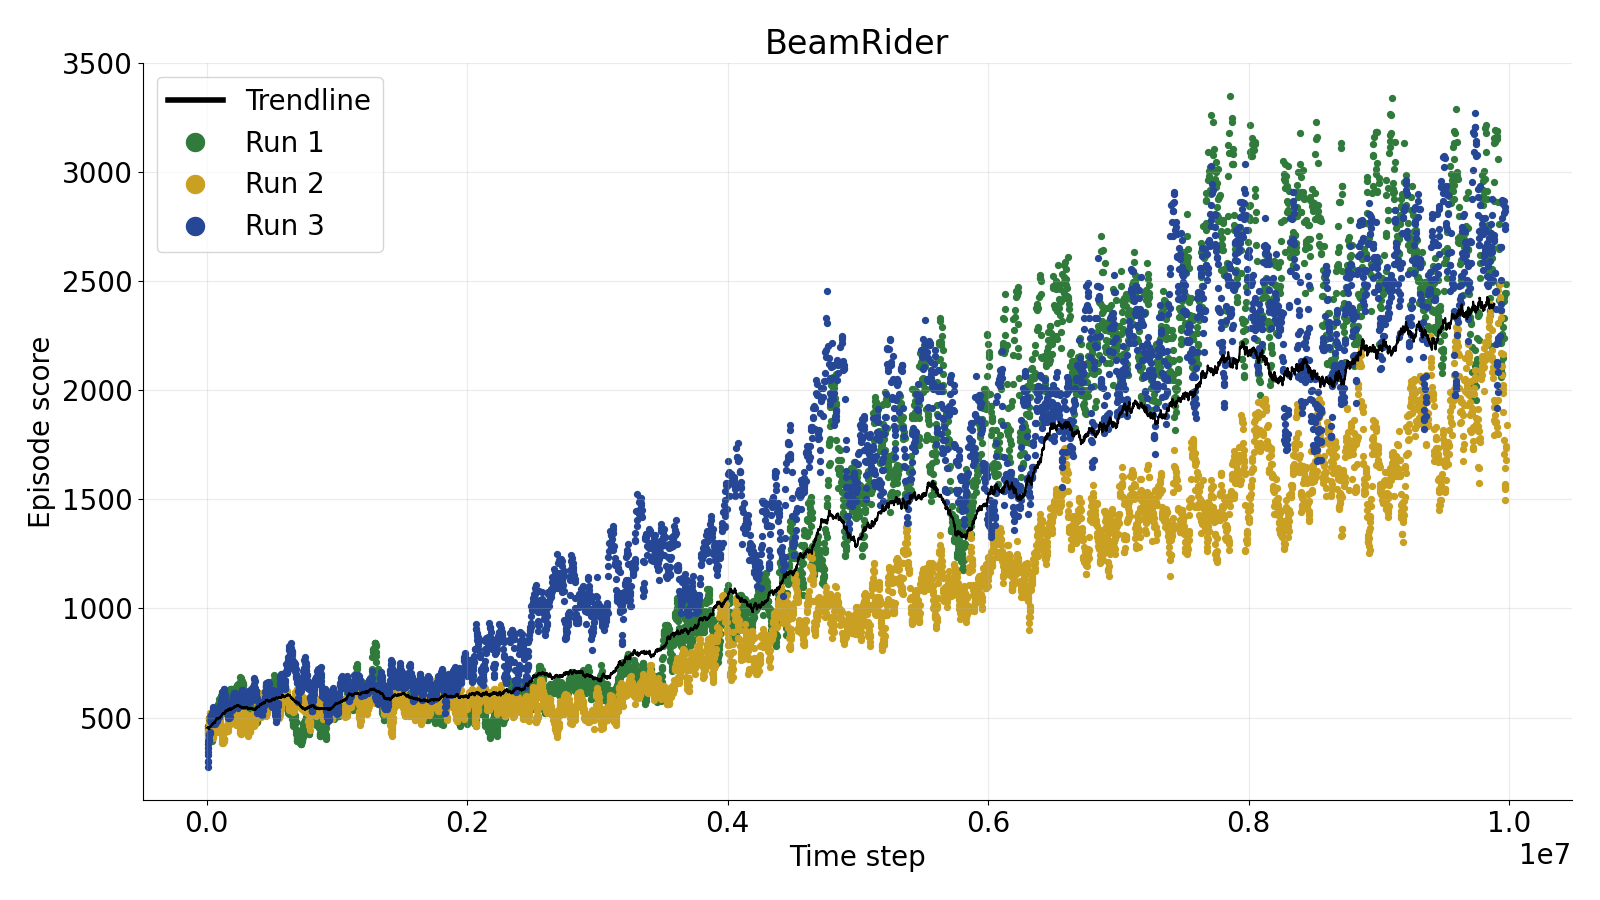 BeamRider
3500
3000
2500
2000
1500
1000
500
Episode score
Trendline
Run 1
Run 2
Run 3
0.0 0.2 0.4 0.6 0.8 1.0
1e7
Time step